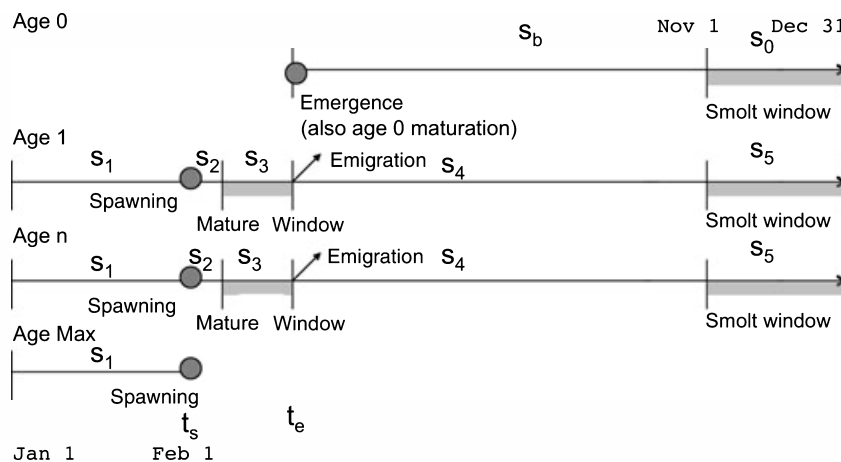 Age 0
s_b
Nov 1 Dec 31
s_0
Emergence
(also age 0 maturation)
Smolt window
Age 1
s_1 s_2 s_3 Emigration s_4 s_5
Spawning
Mature Window
Smolt window
Age n
s_1 s_2 s_3 Emigration s_4 s_5
Spawning
Mature Window
Smolt window
Age Max
s_1
Spawning
t_s t_e
Jan 1 Feb 1